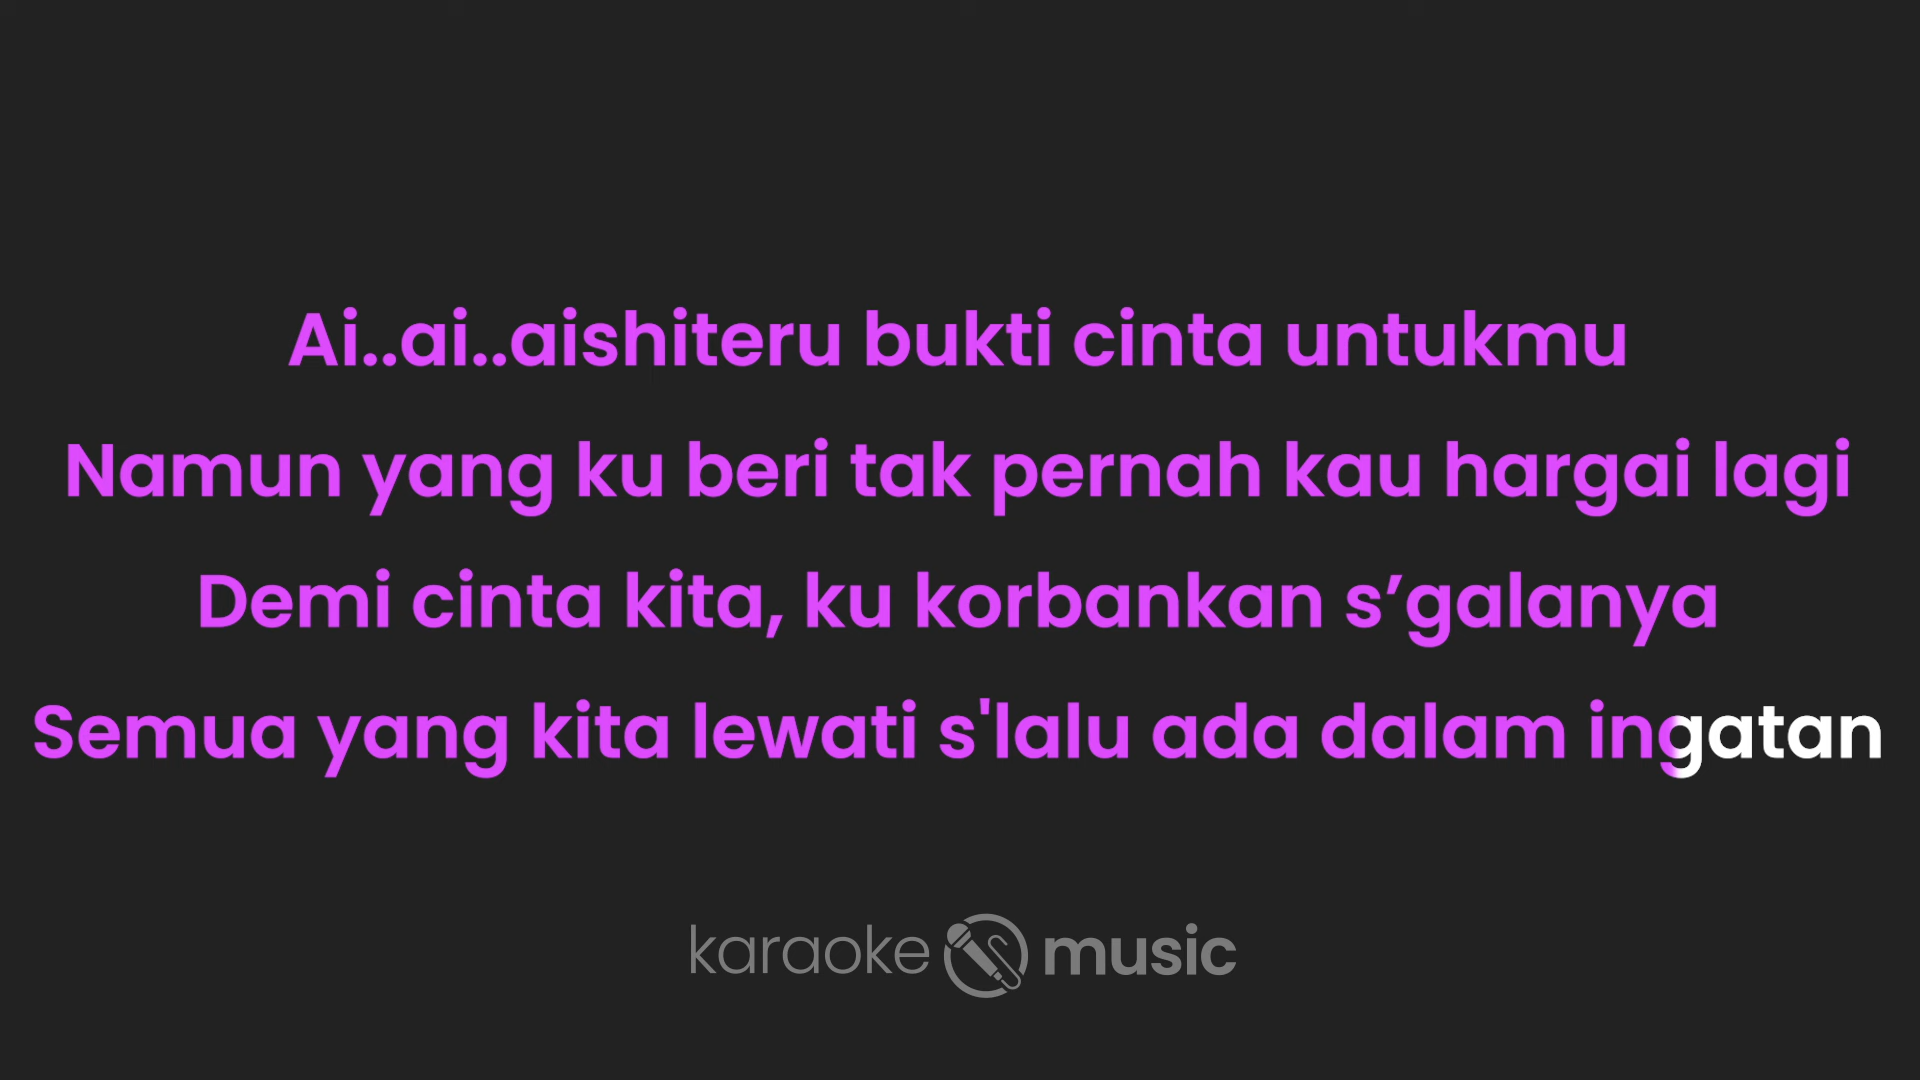 Ai..ai..aishiteru bukti cinta untukmu
Namun yang ku beri tak pernah kau hargai lagi
Demi cinta kita, ku korbankan s’galanya
Semua yang kita lewati s'lalu ada dalam ingatan
karaoke music